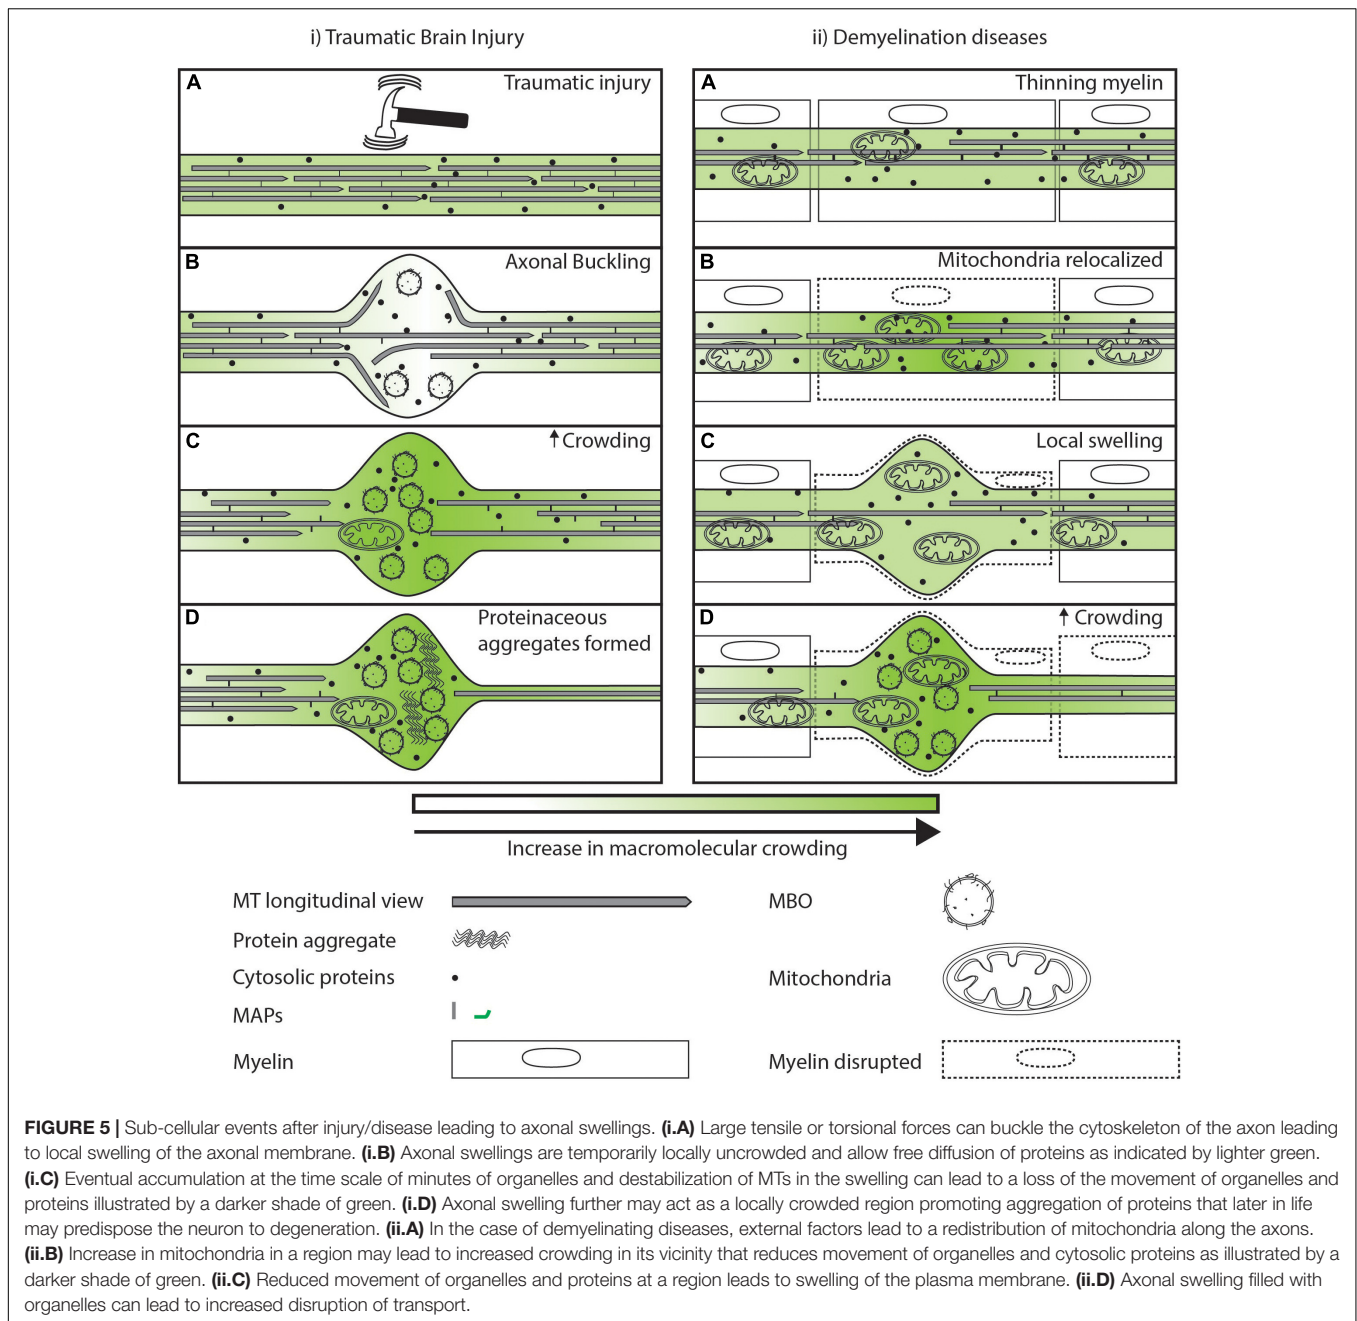 i) Traumatic Brain Injury
A
Traumatic injury
B
Axonal Buckling
C
↑Crowding
D
Proteinaceous
aggregates formed
ii) Demyelination diseases
A
Thinning myelin
B
Mitochondria relocalized
C
Local swelling
D
↑ Crowding
Increase in macromolecular crowding
MT longitudinal view
Protein aggregate
Cytosolic proteins
MAPs
Myelin
MBO
Mitochondria
Myelin disrupted
FIGURE 5 | Sub-cellular events after injury/disease leading to axonal swellings. (i.A) Large tensile or torsional forces can buckle the cytoskeleton of the axon leading
to local swelling of the axonal membrane. (i.B) Axonal swellings are temporarily locally uncrowded and allow free diffusion of proteins as indicated by lighter green.
(i.C) Eventual accumulation at the time scale of minutes of organelles and destabilization of MTs in the swelling can lead to a loss of the movement of organelles and
proteins illustrated by a darker shade of green. (i.D) Axonal swelling further may act as a locally crowded region promoting aggregation of proteins that later in life
may predispose the neuron to degeneration. (ii.A) In the case of demyelinating diseases, external factors lead to a redistribution of mitochondria along the axons.
(ii.B) Increase in mitochondria in a region may lead to increased crowding in its vicinity that reduces movement of organelles and cytosolic proteins as illustrated by a
darker shade of green. (ii.C) Reduced movement of organelles and proteins at a region leads to swelling of the plasma membrane. (ii.D) Axonal swelling filled with
organelles can lead to increased disruption of transport.